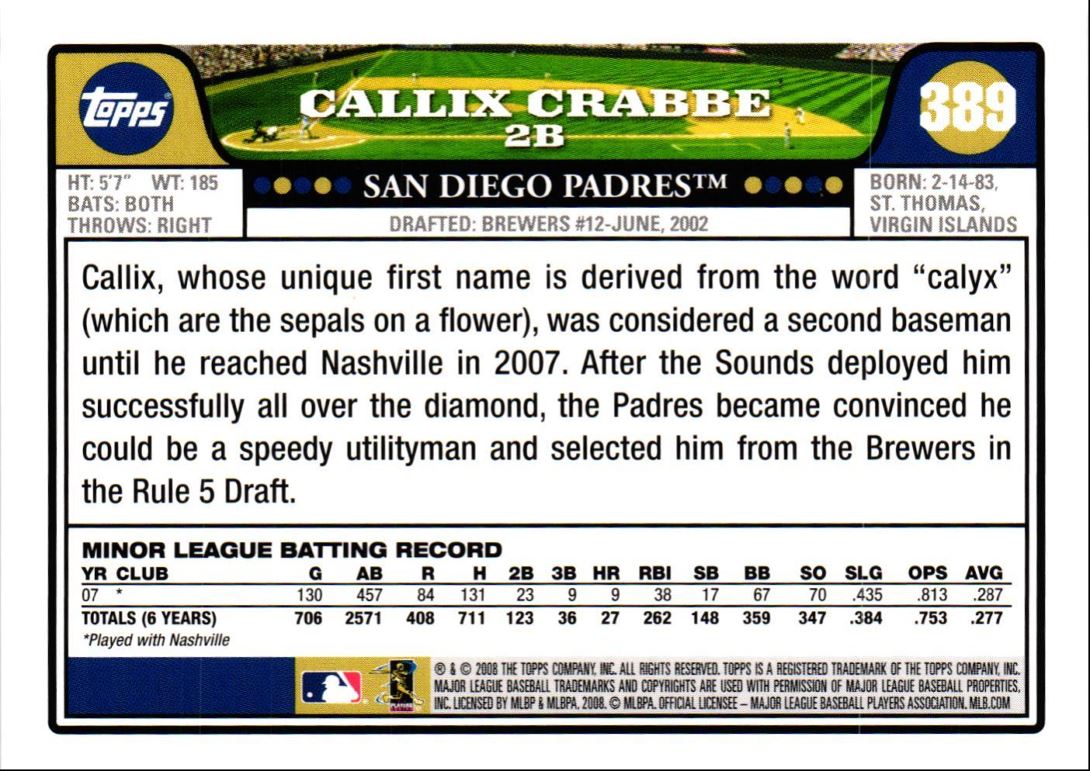 Topps®
CALLIX CRABBE
2B
389
HT: 5'7" WT: 185
BATS: BOTH
THROWS: RIGHT
SAN DIEGO PADRES™
DRAFTED: BREWERS #12-JUNE, 2002
BORN: 2-14-83,
ST. THOMAS,
VIRGIN ISLANDS
Callix, whose unique first name is derived from the word “calyx”
(which are the sepals on a flower), was considered a second baseman
until he reached Nashville in 2007. After the Sounds deployed him
successfully all over the diamond, the Padres became convinced he
could be a speedy utilityman and selected him from the Brewers in
the Rule 5 Draft.
MINOR LEAGUE BATTING RECORD
YR CLUB G AB R H 2B 3B HR RBI SB BB SO SLG OPS AVG
07 * 130 457 84 131 23 9 9 38 17 67 70 .435 .813 .287
TOTALS (6 YEARS) 706 2571 408 711 123 36 27 262 148 359 347 .384 .753 .277
*Played with Nashville
® & © 2008 THE TOPPS COMPANY, INC. ALL RIGHTS RESERVED. TOPPS IS A REGISTERED TRADEMARK OF THE TOPPS COMPANY, INC.
MAJOR LEAGUE BASEBALL TRADEMARKS AND COPYRIGHTS ARE USED WITH PERMISSION OF MAJOR LEAGUE BASEBALL PROPERTIES,
INC. LICENSED BY MLBP & MLBPA, 2008. © MLBPA. OFFICIAL LICENSEE – MAJOR LEAGUE BASEBALL PLAYERS ASSOCIATION. MLB.COM